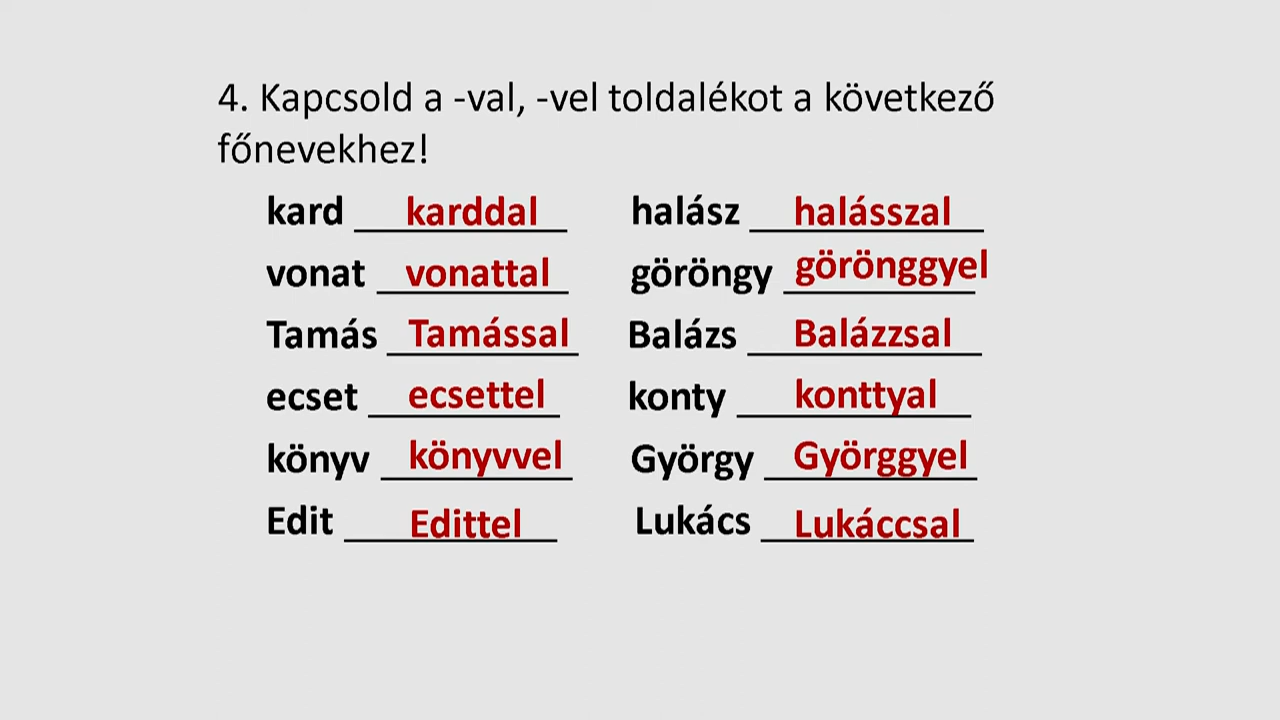 4. Kapcsold a -val, -vel toldalékot a következő
főnevekhez!
kard karddal halász halásszal
vonat vonattal göröngy görönggyel
Tamás Tamással Balázs Balázzsal
ecset ecsettel konty konttyal
könyv könyvvel György Györggyel
Edit Edittel Lukács Lukáccsal